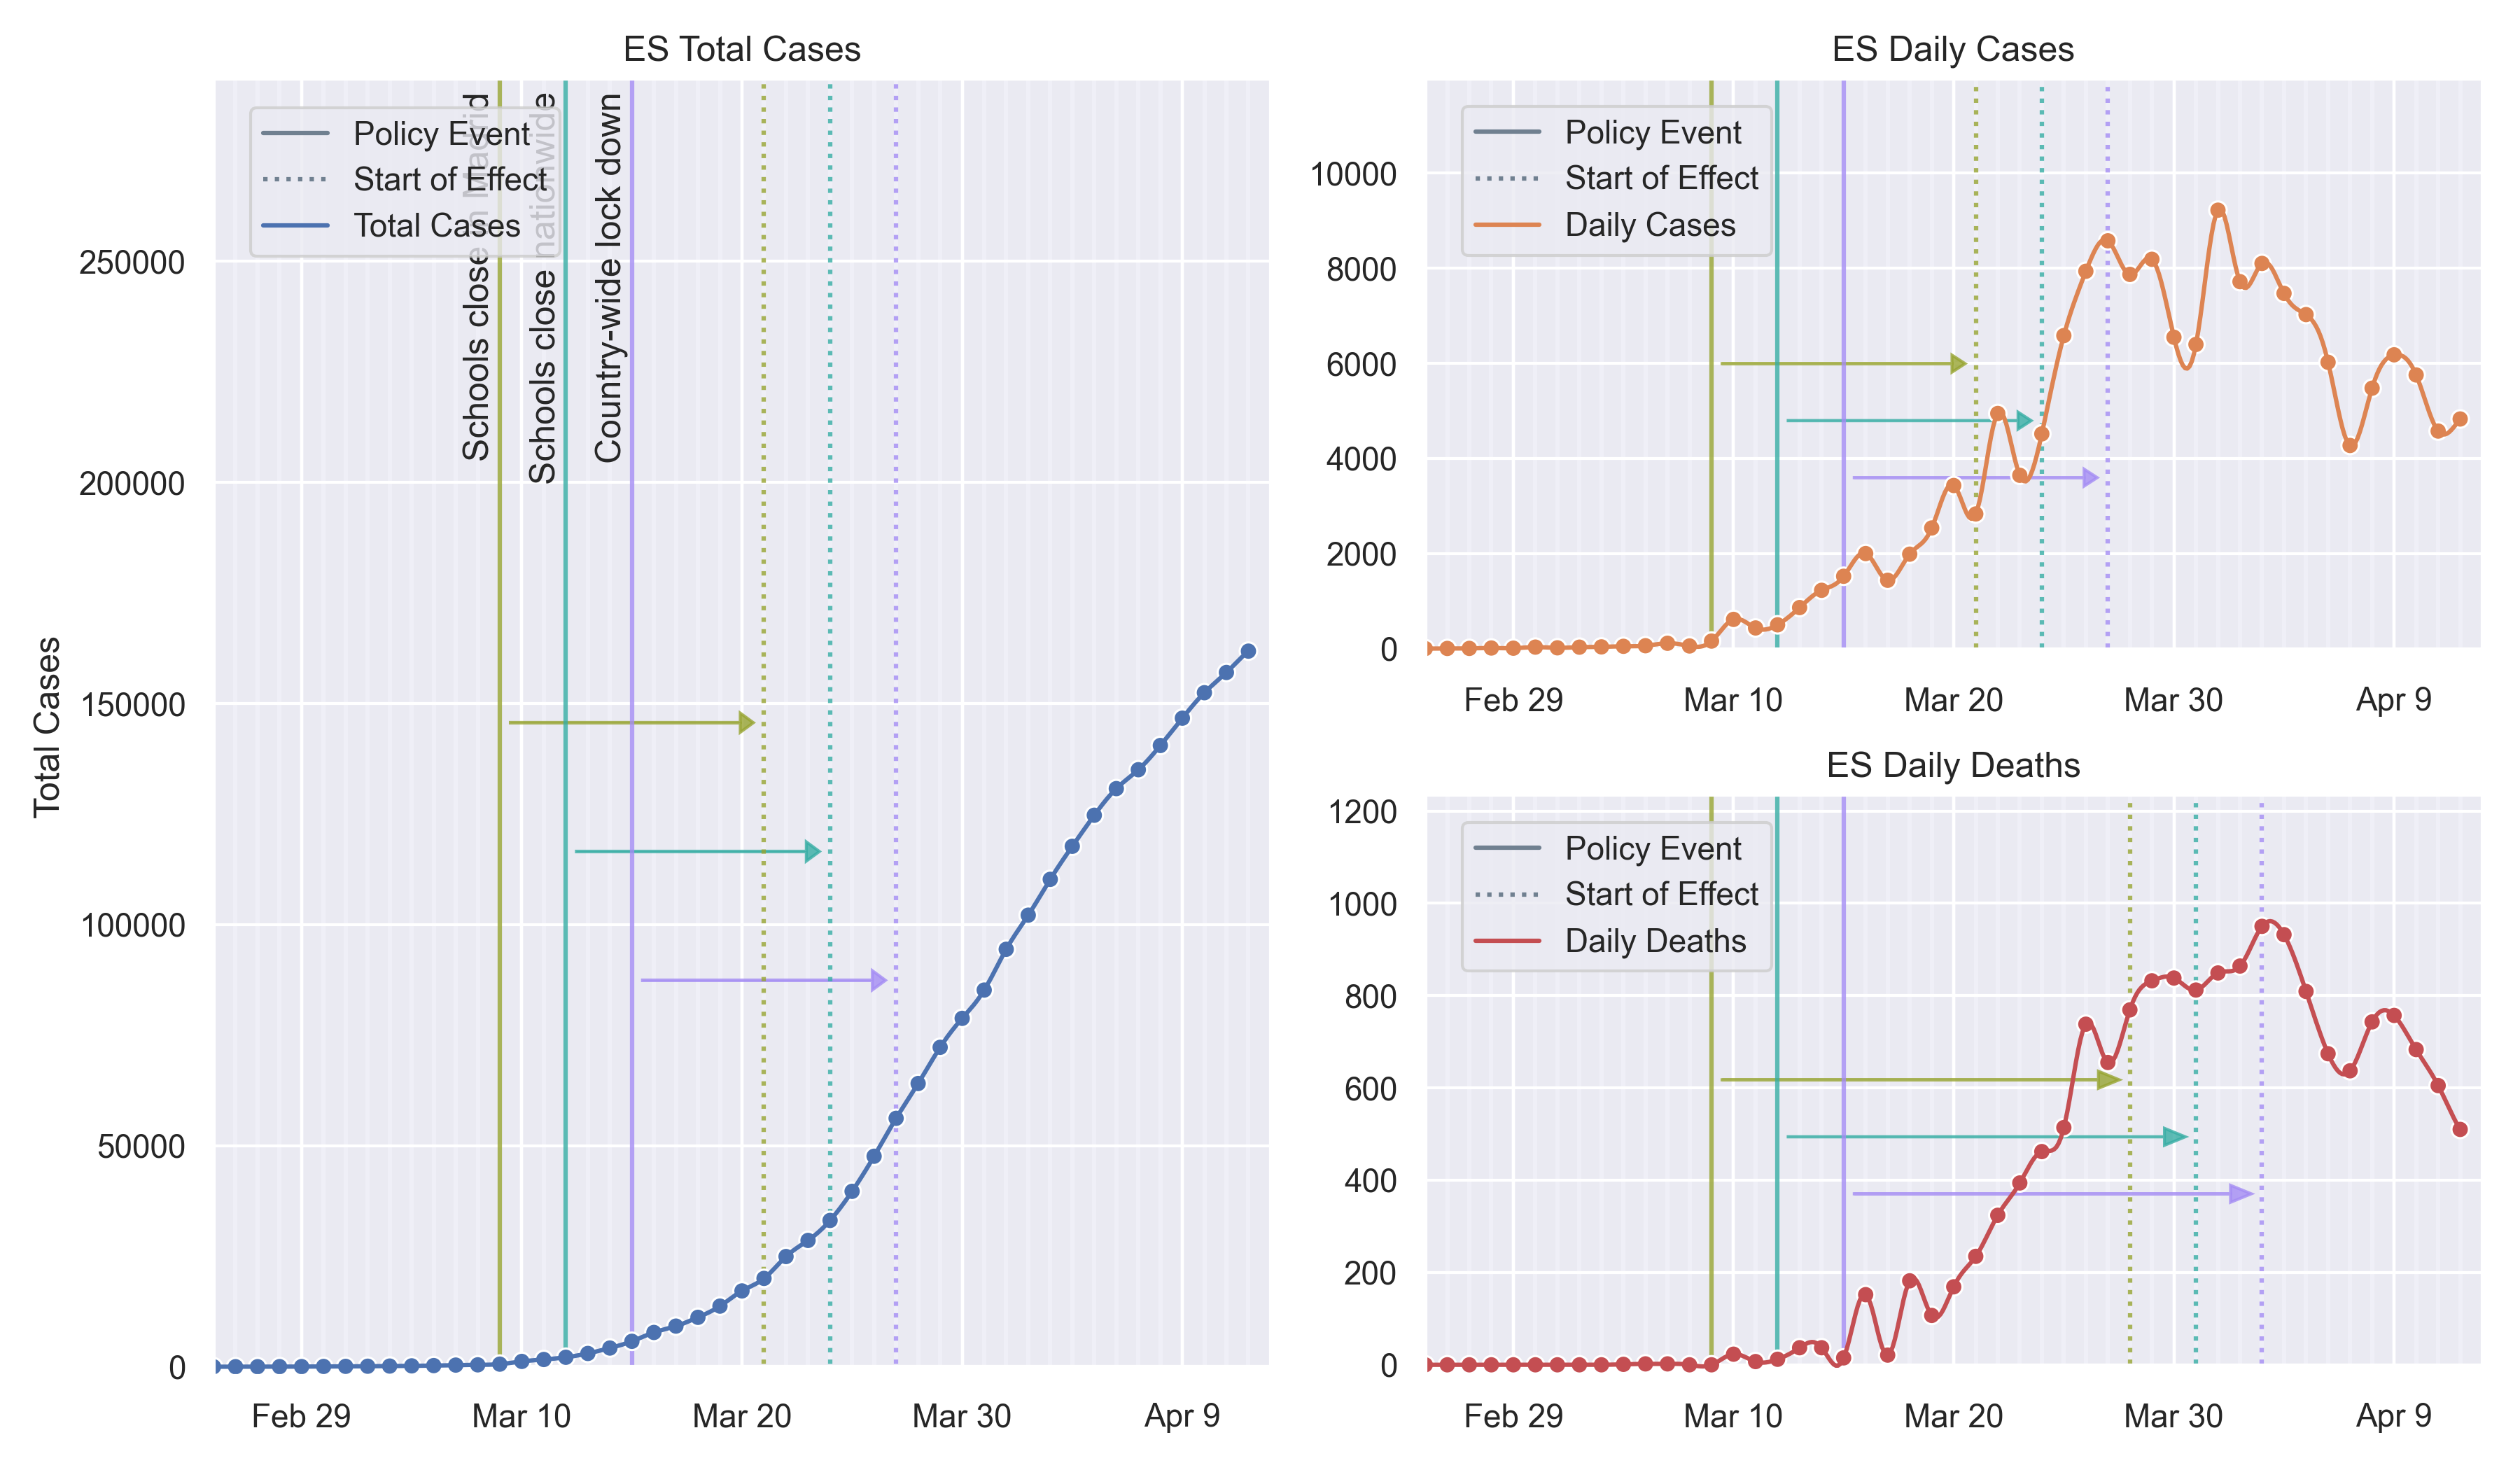 ES Total Cases
Schools close in Madrid
Schools close nationwide
Country-wide lock down
Policy Event
Start of Effect
Total Cases
250000
200000
150000
100000
50000
0
Total Cases
Feb 29
Mar 10
Mar 20
Mar 30
Apr 9
ES Daily Cases
Policy Event
Start of Effect
Daily Cases
10000
8000
6000
4000
2000
0
Feb 29
Mar 10
Mar 20
Mar 30
Apr 9
ES Daily Deaths
Policy Event
Start of Effect
Daily Deaths
1200
1000
800
600
400
200
0
Feb 29
Mar 10
Mar 20
Mar 30
Apr 9